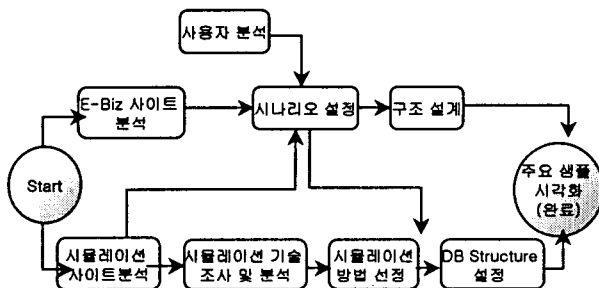 사용자 분석
E-Biz 사이트
분석
시나리오 설정
구조 설계
Start
주요 샘플
시각화
(완료)
시뮬레이션
사이트분석
시뮬레이션 기술
조사 및 분석
시뮬레이션
방법 선정
DB Structure
설정